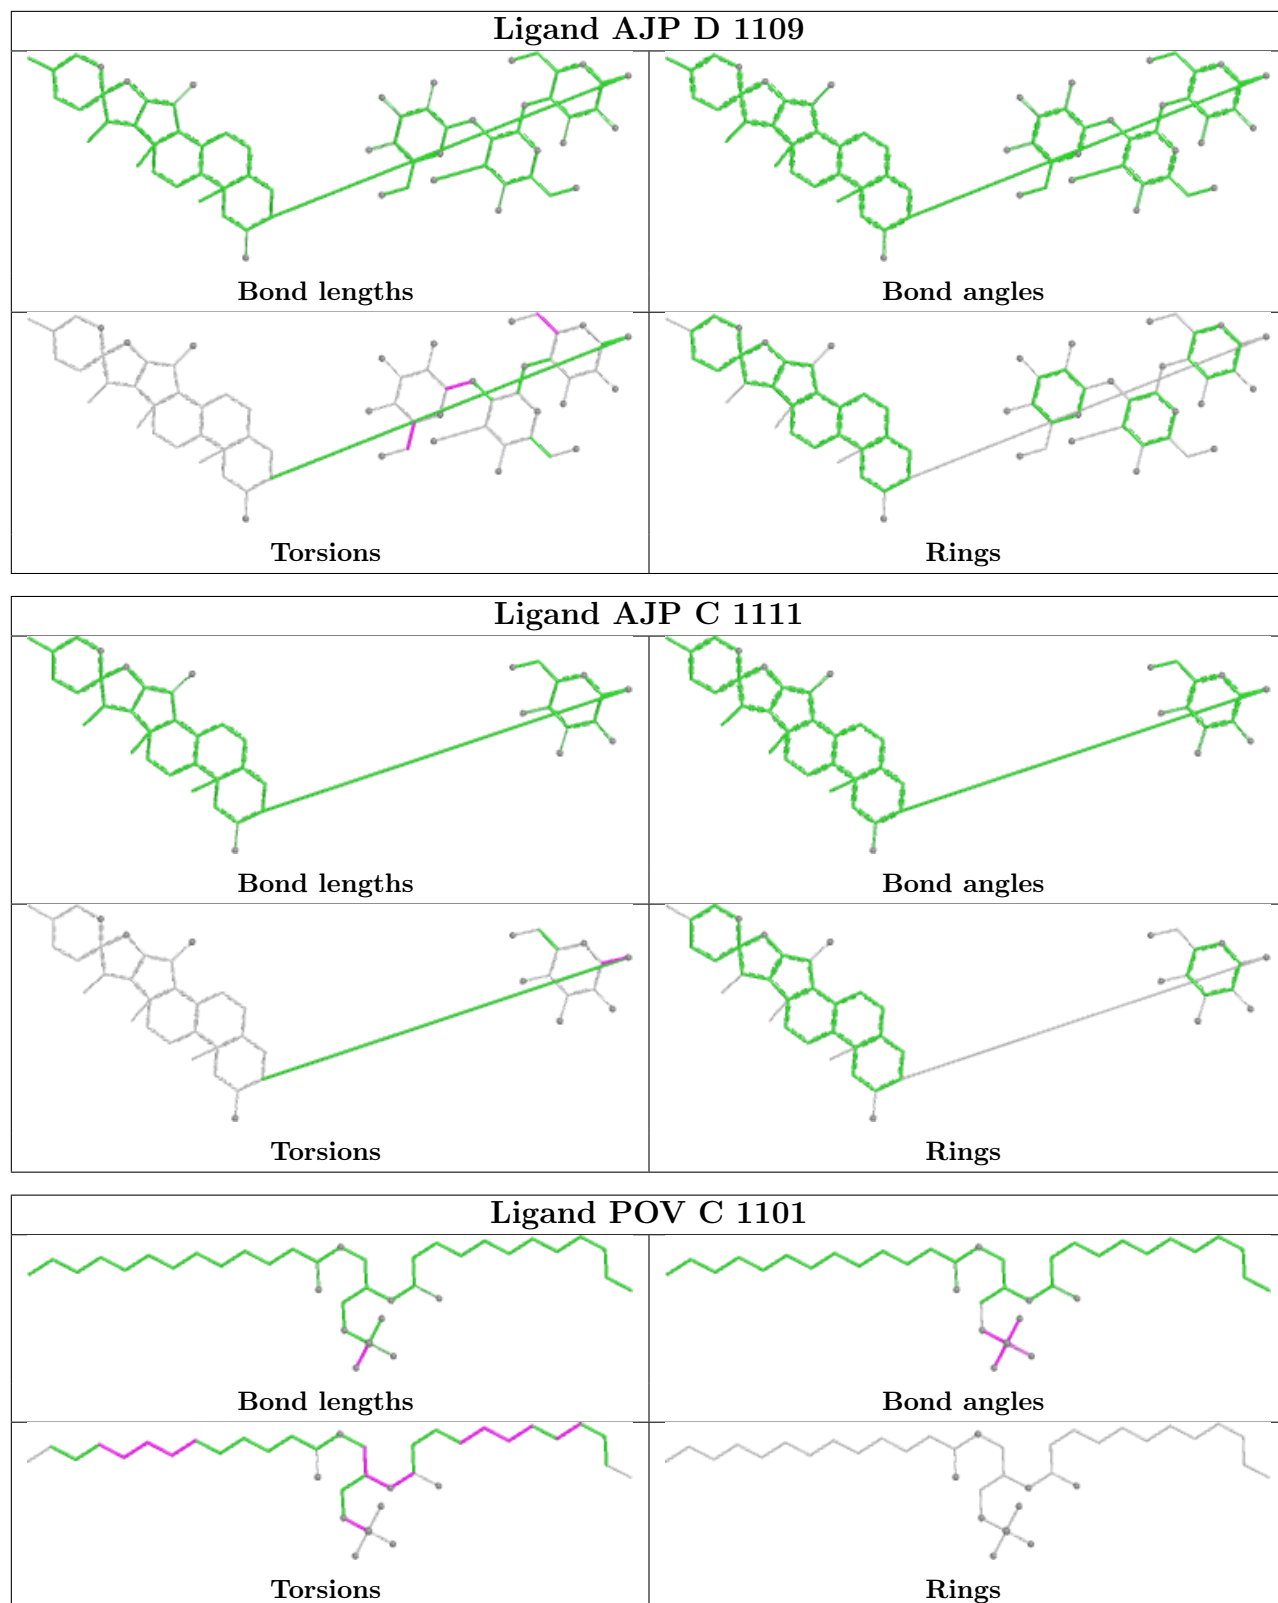 Ligand AJP D 1109
Bond lengths
Bond angles
Torsions
Rings
Ligand AJP C 1111
Bond lengths
Bond angles
Torsions
Rings
Ligand POV C 1101
Bond lengths
Bond angles
Torsions
Rings